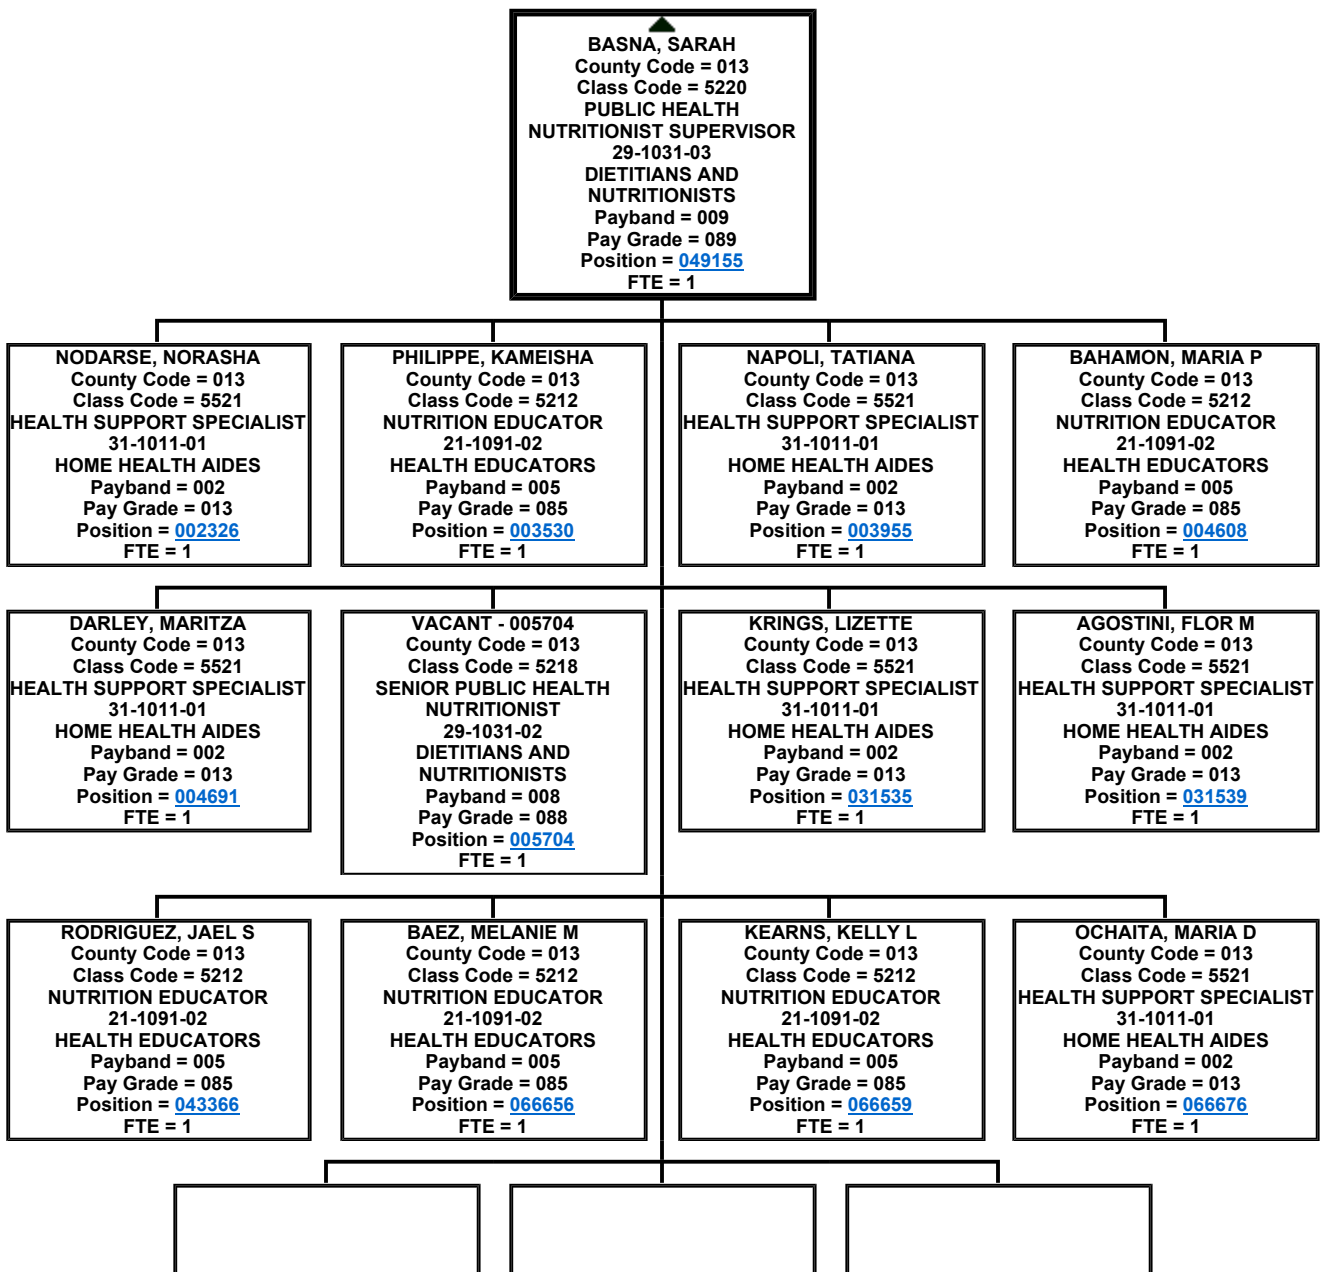 BASNA, SARAH
County Code = 013
Class Code = 5220
PUBLIC HEALTH
NUTRITIONIST SUPERVISOR
29-1031-03
DIETITIANS AND
NUTRITIONISTS
Payband = 009
Pay Grade = 089
Position = 049155
FTE = 1
NODARSE, NORASHA
County Code = 013
Class Code = 5521
HEALTH SUPPORT SPECIALIST
31-1011-01
HOME HEALTH AIDES
Payband = 002
Pay Grade = 013
Position = 002326
FTE = 1
PHILIPPE, KAMEISHA
County Code = 013
Class Code = 5212
NUTRITION EDUCATOR
21-1091-02
HEALTH EDUCATORS
Payband = 005
Pay Grade = 085
Position = 003530
FTE = 1
NAPOLI, TATIANA
County Code = 013
Class Code = 5521
HEALTH SUPPORT SPECIALIST
31-1011-01
HOME HEALTH AIDES
Payband = 002
Pay Grade = 013
Position = 003955
FTE = 1
BAHAMON, MARIA P
County Code = 013
Class Code = 5212
NUTRITION EDUCATOR
21-1091-02
HEALTH EDUCATORS
Payband = 005
Pay Grade = 085
Position = 004608
FTE = 1
DARLEY, MARITZA
County Code = 013
Class Code = 5521
HEALTH SUPPORT SPECIALIST
31-1011-01
HOME HEALTH AIDES
Payband = 002
Pay Grade = 013
Position = 004691
FTE = 1
VACANT - 005704
County Code = 013
Class Code = 5218
SENIOR PUBLIC HEALTH
NUTRITIONIST
29-1031-02
DIETITIANS AND
NUTRITIONISTS
Payband = 008
Pay Grade = 088
Position = 005704
FTE = 1
KRINGS, LIZETTE
County Code = 013
Class Code = 5521
HEALTH SUPPORT SPECIALIST
31-1011-01
HOME HEALTH AIDES
Payband = 002
Pay Grade = 013
Position = 031535
FTE = 1
AGOSTINI, FLOR M
County Code = 013
Class Code = 5521
HEALTH SUPPORT SPECIALIST
31-1011-01
HOME HEALTH AIDES
Payband = 002
Pay Grade = 013
Position = 031539
FTE = 1
RODRIGUEZ, JAEL S
County Code = 013
Class Code = 5212
NUTRITION EDUCATOR
21-1091-02
HEALTH EDUCATORS
Payband = 005
Pay Grade = 085
Position = 043366
FTE = 1
BAEZ, MELANIE M
County Code = 013
Class Code = 5212
NUTRITION EDUCATOR
21-1091-02
HEALTH EDUCATORS
Payband = 005
Pay Grade = 085
Position = 066656
FTE = 1
KEARNS, KELLY L
County Code = 013
Class Code = 5212
NUTRITION EDUCATOR
21-1091-02
HEALTH EDUCATORS
Payband = 005
Pay Grade = 085
Position = 066659
FTE = 1
OCHAITA, MARIA D
County Code = 013
Class Code = 5521
HEALTH SUPPORT SPECIALIST
31-1011-01
HOME HEALTH AIDES
Payband = 002
Pay Grade = 013
Position = 066676
FTE = 1